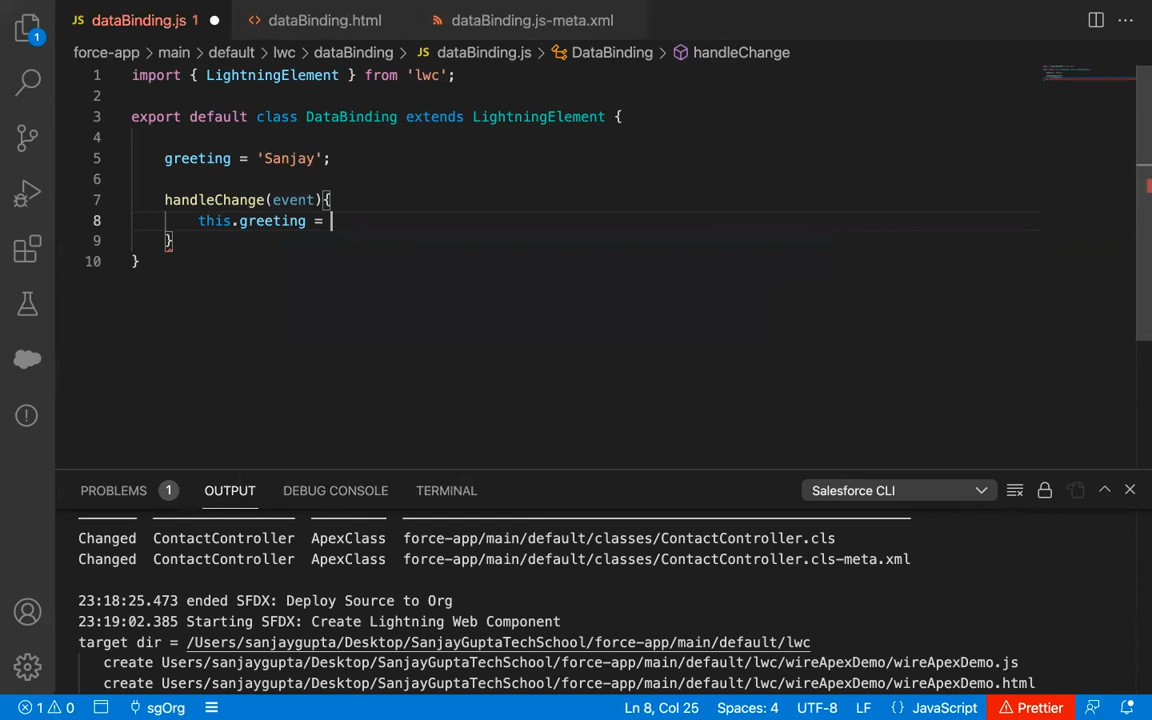 JS dataBinding.js 1 dataBinding.html dataBinding.js-meta.xml
1
force-app > main > default > lwc > dataBinding > JS dataBinding.js > DataBinding > handleChange
1 import { LightningElement } from 'lwc';
2
3 export default class DataBinding extends LightningElement {
4
5 greeting = 'Sanjay';
6
7 handleChange(event){
8 this.greeting =
9 }
10 }
PROBLEMS 1 OUTPUT DEBUG CONSOLE TERMINAL Salesforce CLI
Changed ContactController ApexClass force-app/main/default/classes/ContactController.cls
Changed ContactController ApexClass force-app/main/default/classes/ContactController.cls-meta.xml
23:18:25.473 ended SFDX: Deploy Source to Org
23:19:02.385 Starting SFDX: Create Lightning Web Component
target dir = /Users/sanjaygupta/Desktop/SanjayGuptaTechSchool/force-app/main/default/lwc
create Users/sanjaygupta/Desktop/SanjayGuptaTechSchool/force-app/main/default/lwc/wireApexDemo/wireApexDemo.js
create Users/sanjaygupta/Desktop/SanjayGuptaTechSchool/force-app/main/default/lwc/wireApexDemo/wireApexDemo.html
1 0 sgOrg Ln 8, Col 25 Spaces: 4 UTF-8 LF {} JavaScript Prettier